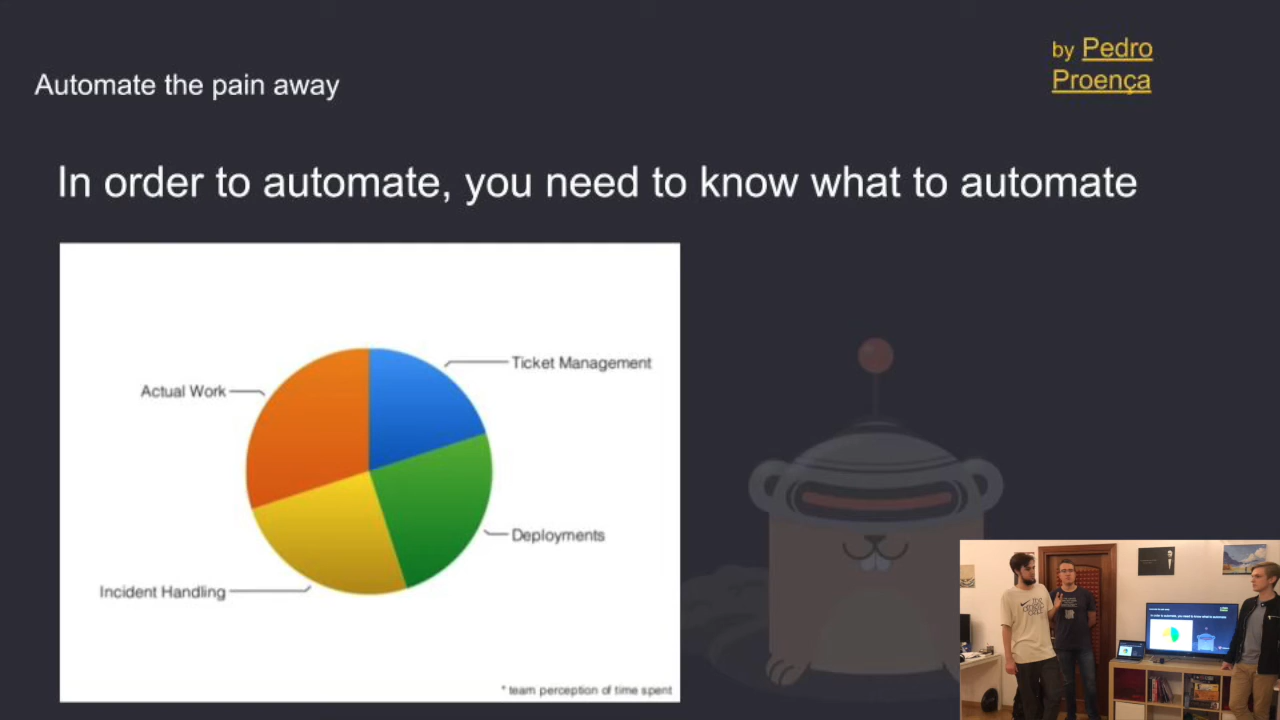 by Pedro
Proença
Automate the pain away
In order to automate, you need to know what to automate
Ticket Management
Actual Work
Deployments
Incident Handling
* team perception of time spent